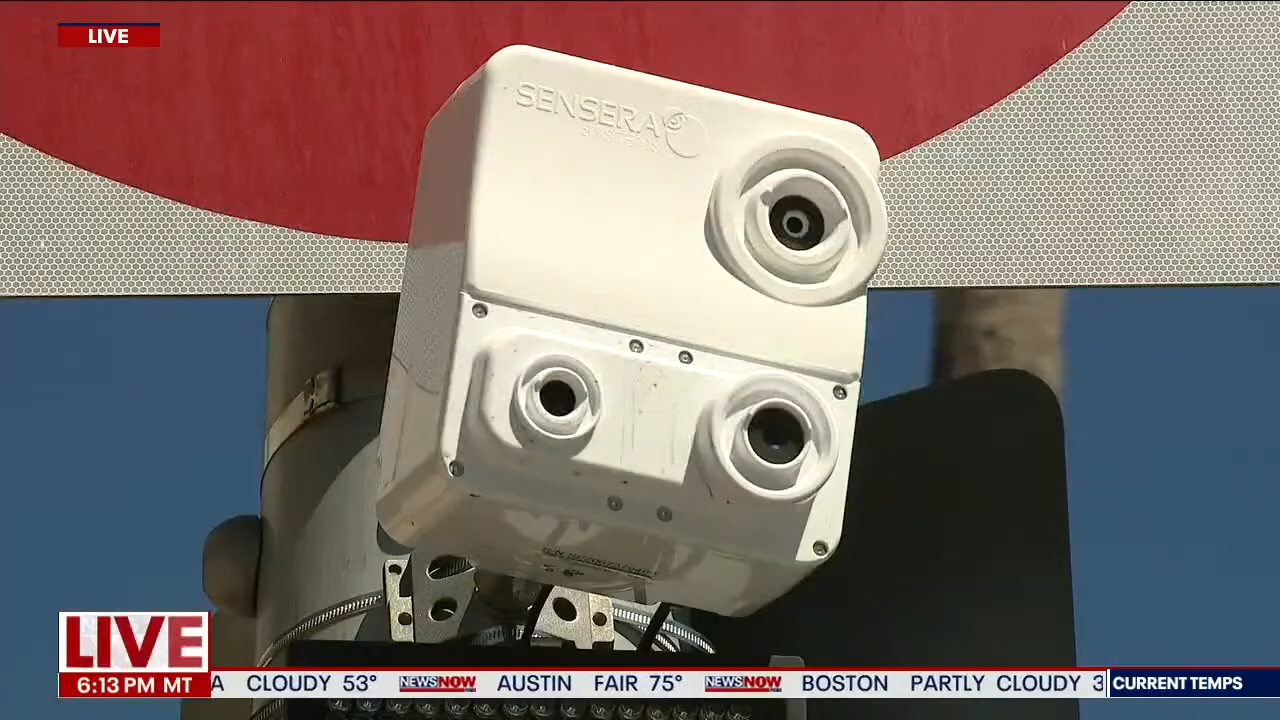 LIVE
SENSERA
SYSTEMS
LIVE
6:13 PM MT
A CLOUDY 53° NEWSNOW AUSTIN FAIR 75° NEWSNOW BOSTON PARTLY CLOUDY 3
CURRENT TEMPS